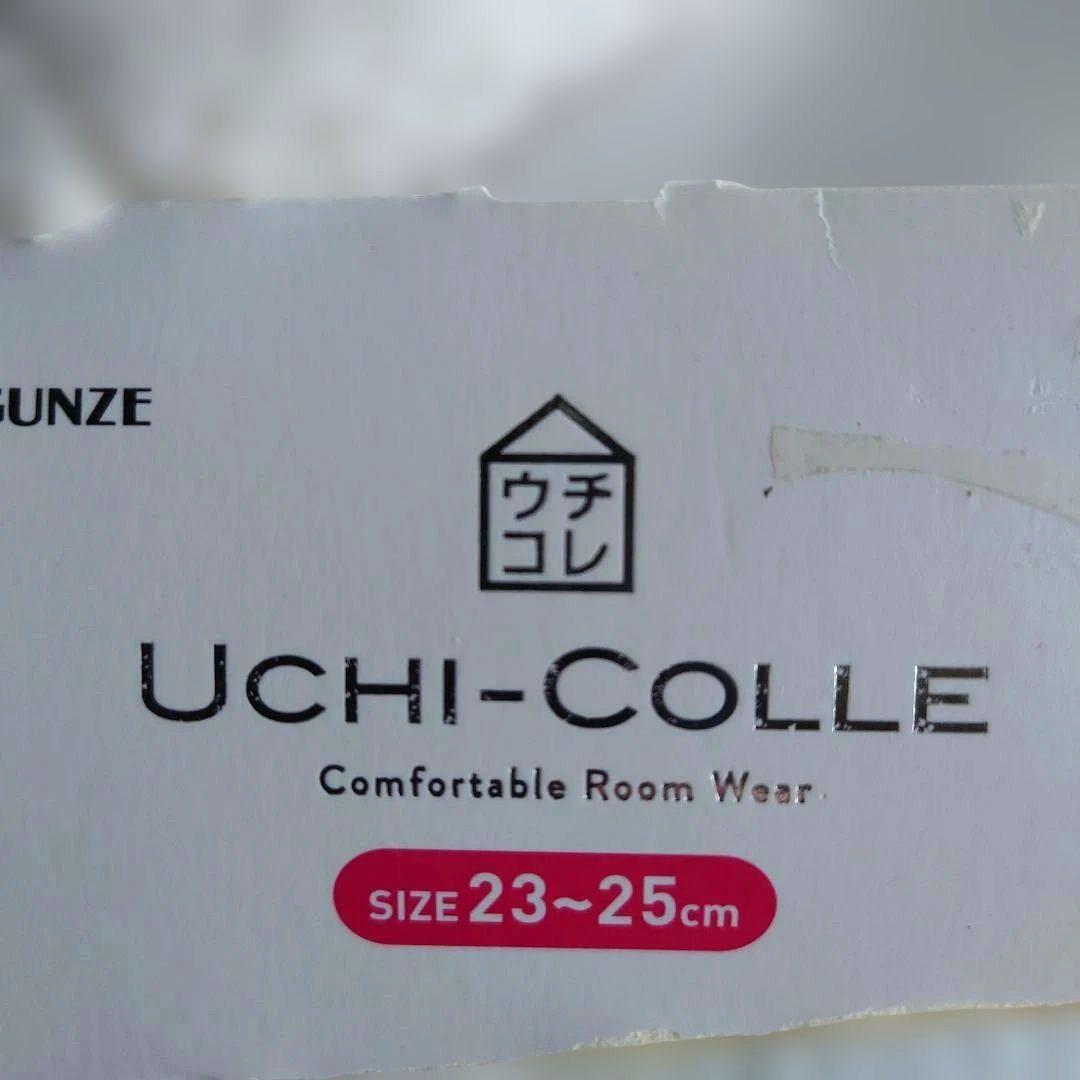 GUNZE
ウチ
コレ
UCHI-COLLE
Comfortable Room Wear
SIZE 23~25cm